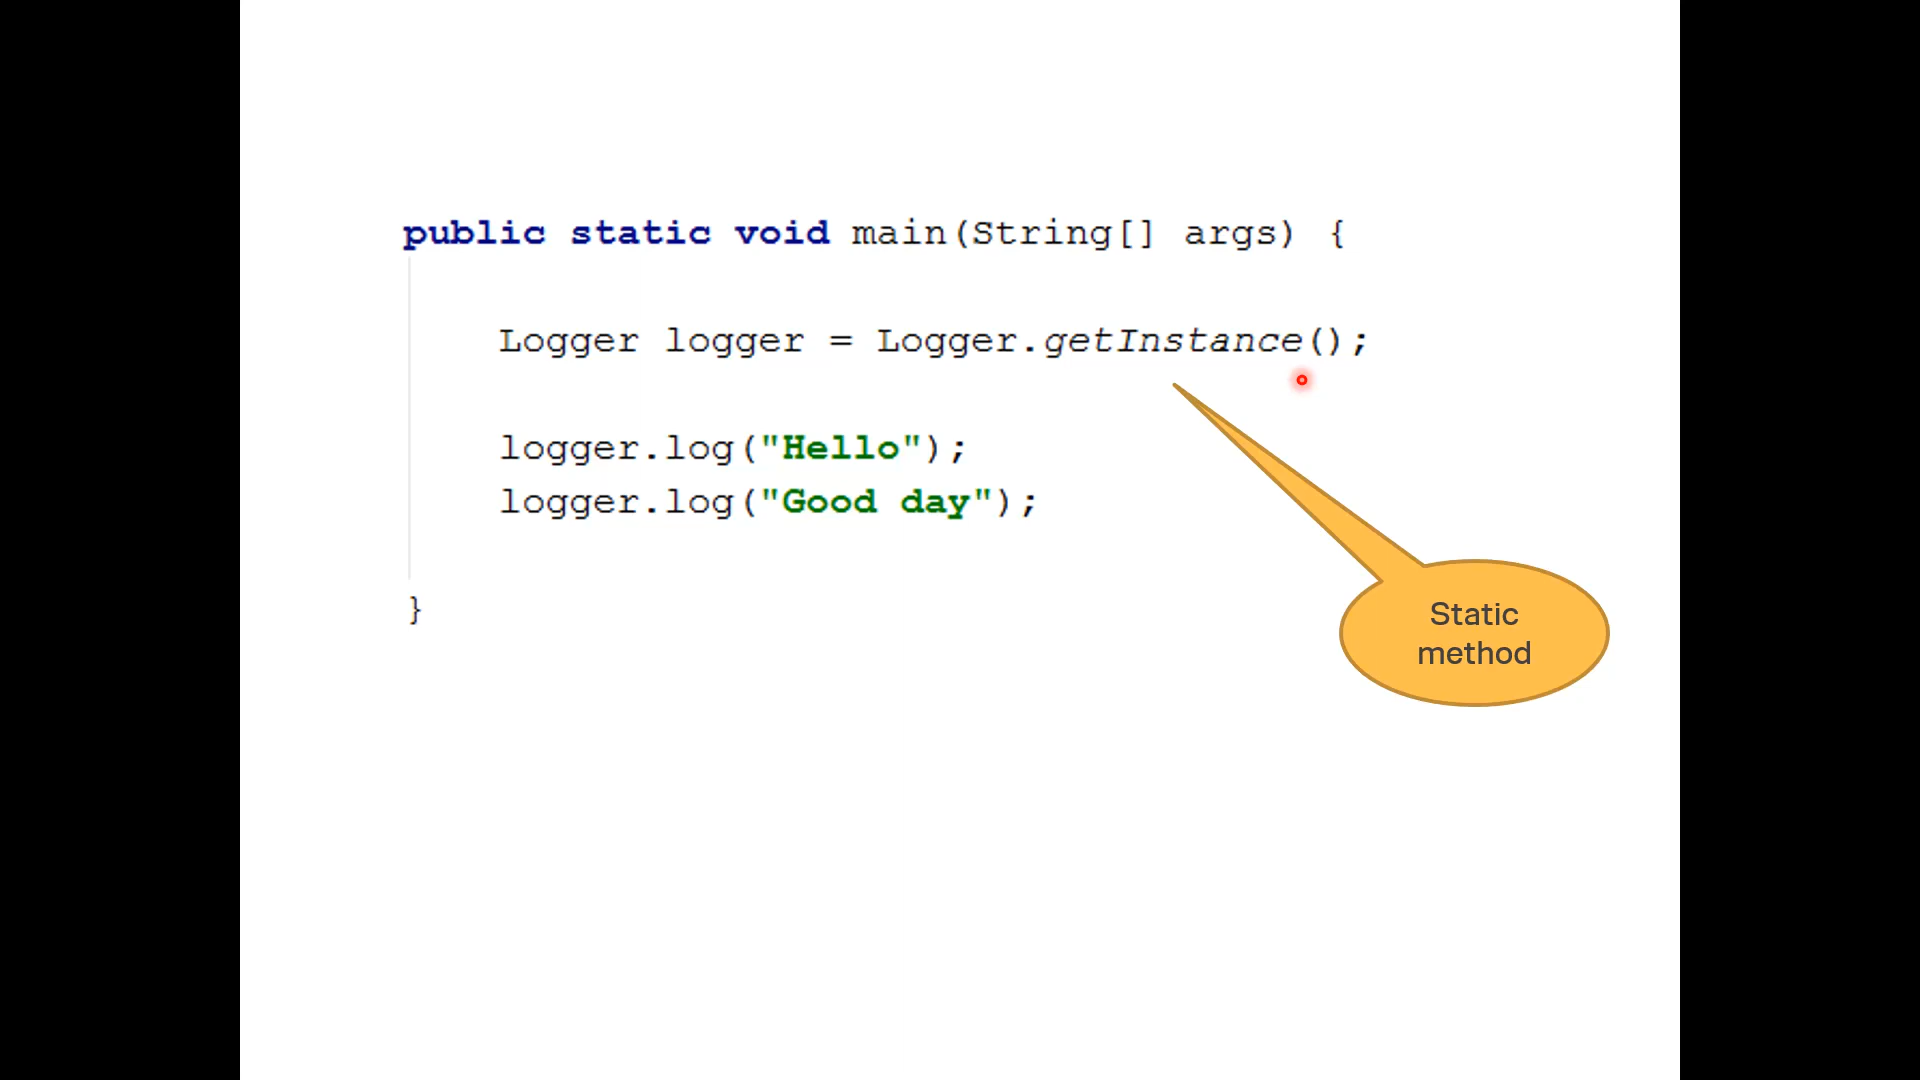 public static void main(String[] args) {
Logger logger = Logger.getInstance();
logger.log("Hello");
logger.log("Good day");
}
Static
method